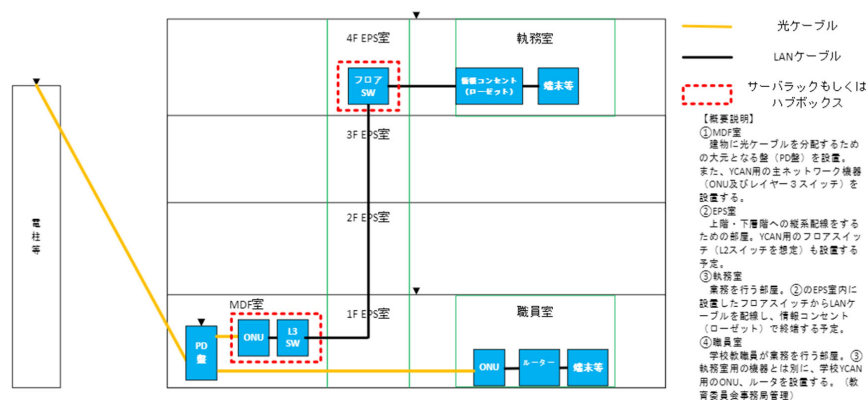 4F EPS室
執務室
フロア
SW
情報コンセント
(ローゼット)
端末等
3F EPS室
2F EPS室
電柱等
MDF室
1F EPS室
職員室
PD
盤
ONU
L3
SW
ONU
ルーター
端末等
光ケーブル
LANケーブル
サーバラックもしくは
ハブボックス
【概要説明】
①MDF室
建物に光ケーブルを分配するため
の大元となる盤（PD盤）を設置。
また、YCAN用の主ネットワーク機器
（ONU及びレイヤー３スイッチ）を
設置する。
②EPS室
上階・下層階への縦系配線をする
ための部屋。YCAN用のフロアスイッ
チ（L2スイッチを想定）も設置する
予定。
③執務室
業務を行う部屋。②のEPS室内に
設置したフロアスイッチからLANケ
ーブルを配線し、情報コンセント
（ローゼット）で終端する予定。
④職員室
学校教職員が業務を行う部屋。③
執務室用の機器とは別に、学校YCAN
用のONU、ルータを設置する。（教
育委員会事務局管理）